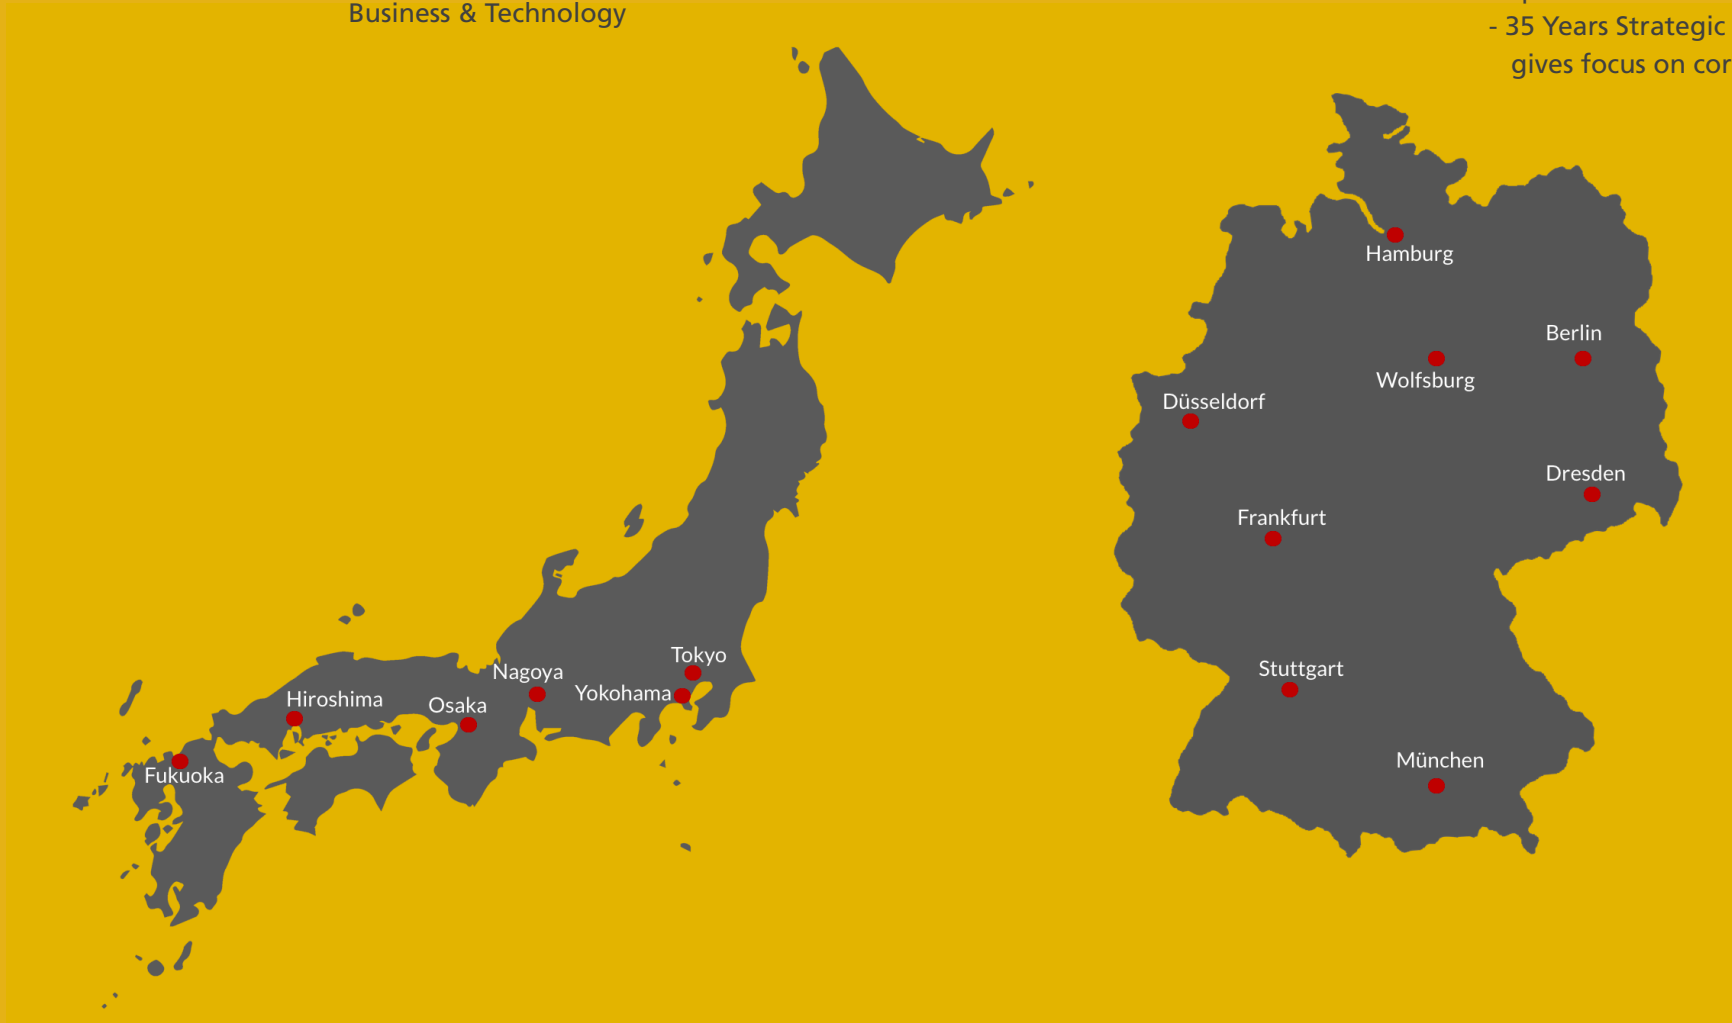 Business & Technology
- 35 Years Strategic
gives focus on cor
Hamburg
Berlin
Wolfsburg
Düsseldorf
Dresden
Frankfurt
Tokyo
Stuttgart
Nagoya
Yokohama
Hiroshima
Osaka
München
Fukuoka